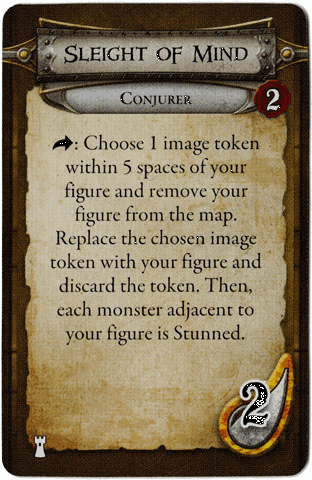 Sleight of Mind
Conjurer
2
: Choose 1 image token
within 5 spaces of your
figure and remove your
figure from the map.
Replace the chosen image
token with your figure and
discard the token. Then,
each monster adjacent to
your figure is Stunned.
2